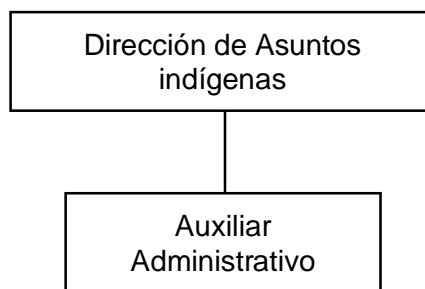 Dirección de Asuntos
indígenas
Auxiliar
Administrativo